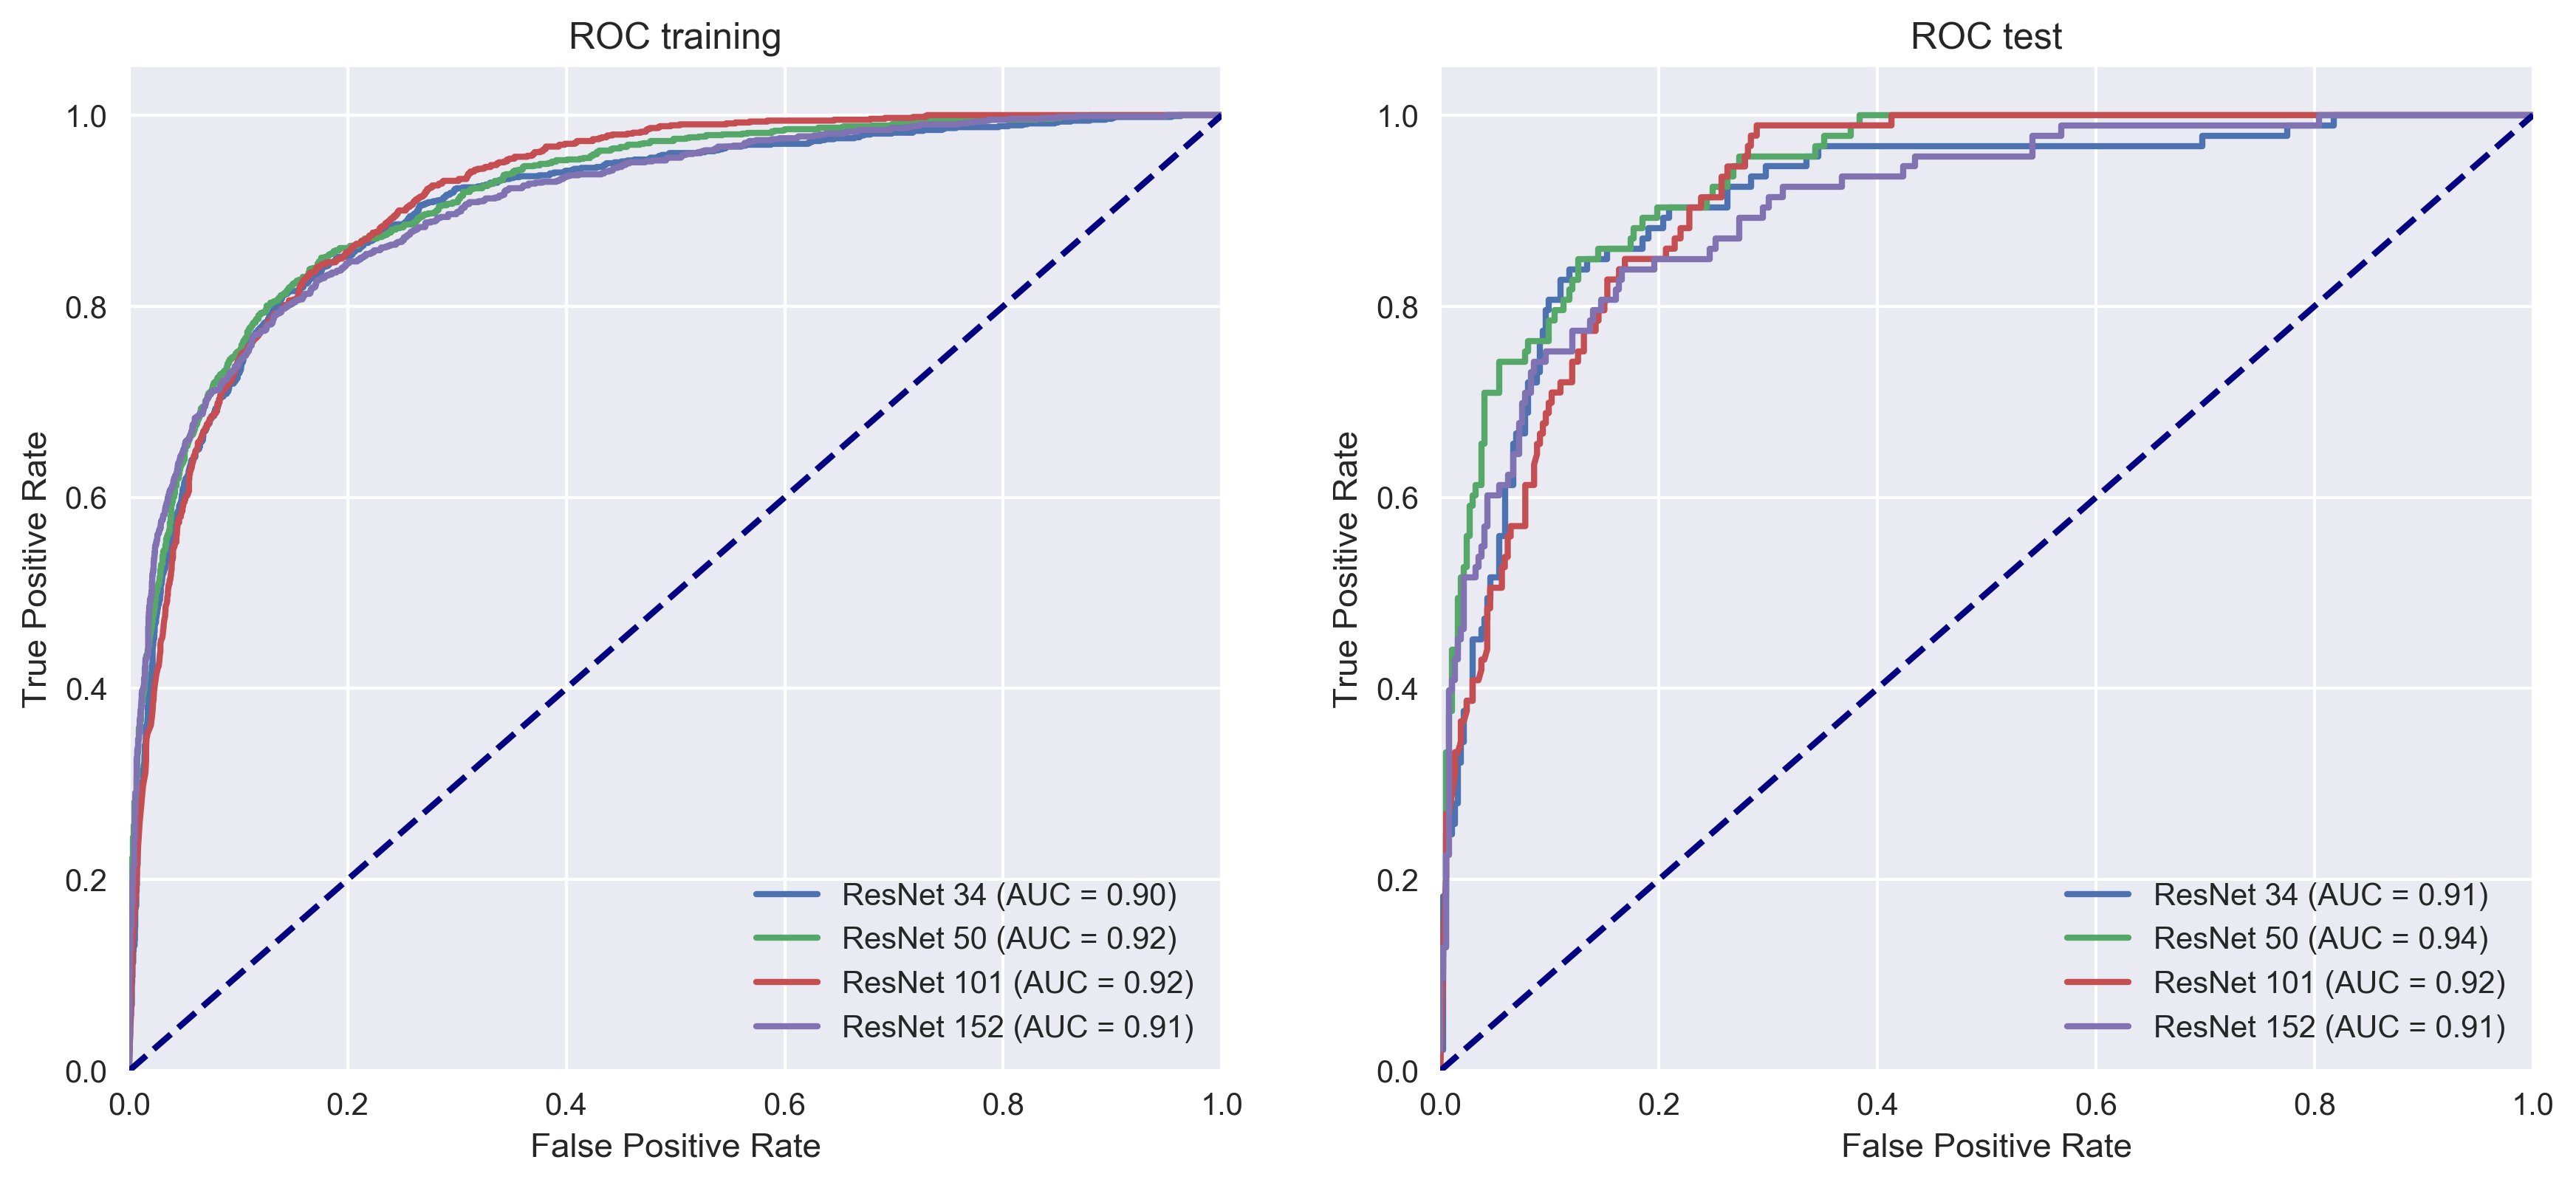 ROC training
1.0
0.8
0.6
0.4
0.2
0.0
True Positive Rate
0.0 0.2 0.4 0.6 0.8 1.0
False Positive Rate
ResNet 34 (AUC = 0.90)
ResNet 50 (AUC = 0.92)
ResNet 101 (AUC = 0.92)
ResNet 152 (AUC = 0.91)
ROC test
1.0
0.8
0.6
0.4
0.2
0.0
True Positive Rate
0.0 0.2 0.4 0.6 0.8 1.0
False Positive Rate
ResNet 34 (AUC = 0.91)
ResNet 50 (AUC = 0.94)
ResNet 101 (AUC = 0.92)
ResNet 152 (AUC = 0.91)